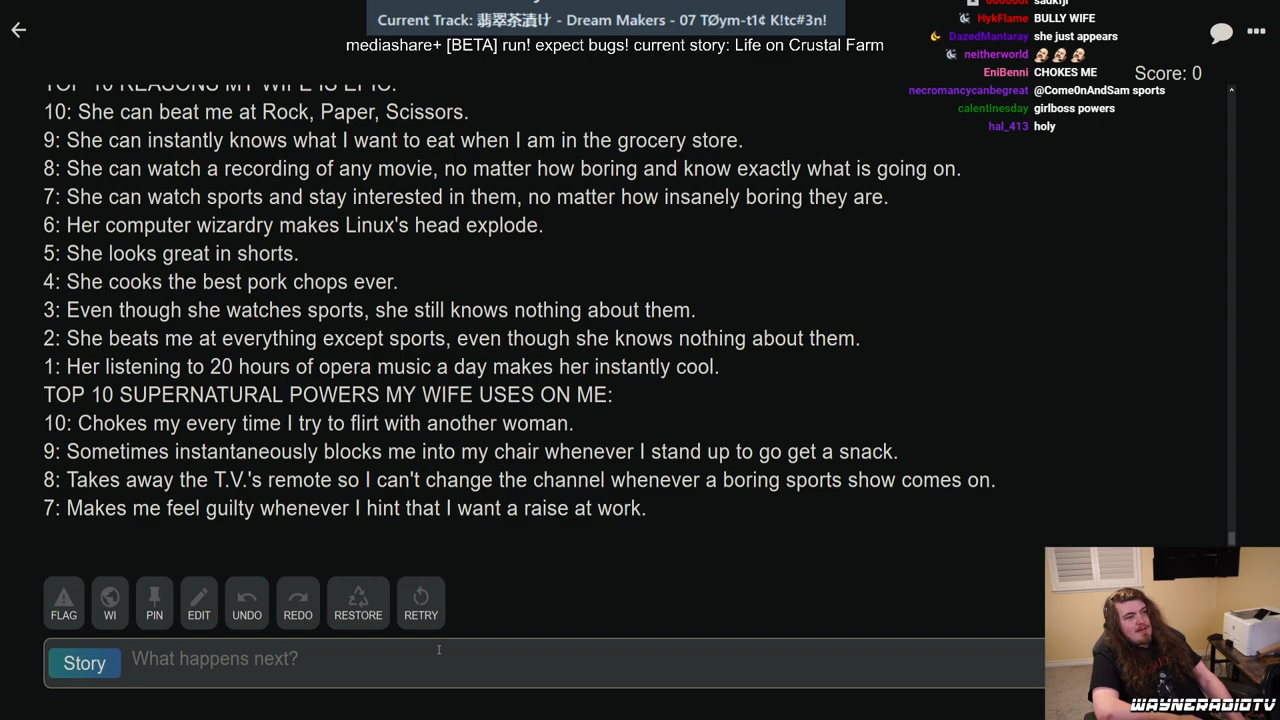 Current Track: 翡翠茶漬け - Dream Makers - 07 TØym-t1¢ K!tc#3n!
mediashare+ [BETA] run! expect bugs! current story: Life on Crustal Farm
sadkfjl
HykFlame BULLY WIFE
DazedMantaray she just appears
neitherworld
EniBenni CHOKES ME
necromancycanbegreat @Come0nAndSam sports
calentinesday girlboss powers
hal_413 holy
Score: 0
TOP 10 REASONS MY WIFE IS EPIC:
10: She can beat me at Rock, Paper, Scissors.
9: She can instantly knows what I want to eat when I am in the grocery store.
8: She can watch a recording of any movie, no matter how boring and know exactly what is going on.
7: She can watch sports and stay interested in them, no matter how insanely boring they are.
6: Her computer wizardry makes Linux's head explode.
5: She looks great in shorts.
4: She cooks the best pork chops ever.
3: Even though she watches sports, she still knows nothing about them.
2: She beats me at everything except sports, even though she knows nothing about them.
1: Her listening to 20 hours of opera music a day makes her instantly cool.
TOP 10 SUPERNATURAL POWERS MY WIFE USES ON ME:
10: Chokes my every time I try to flirt with another woman.
9: Sometimes instantaneously blocks me into my chair whenever I stand up to go get a snack.
8: Takes away the T.V.'s remote so I can't change the channel whenever a boring sports show comes on.
7: Makes me feel guilty whenever I hint that I want a raise at work.
FLAG WI PIN EDIT UNDO REDO RESTORE RETRY
Story What happens next?
WAYNERADIOTV